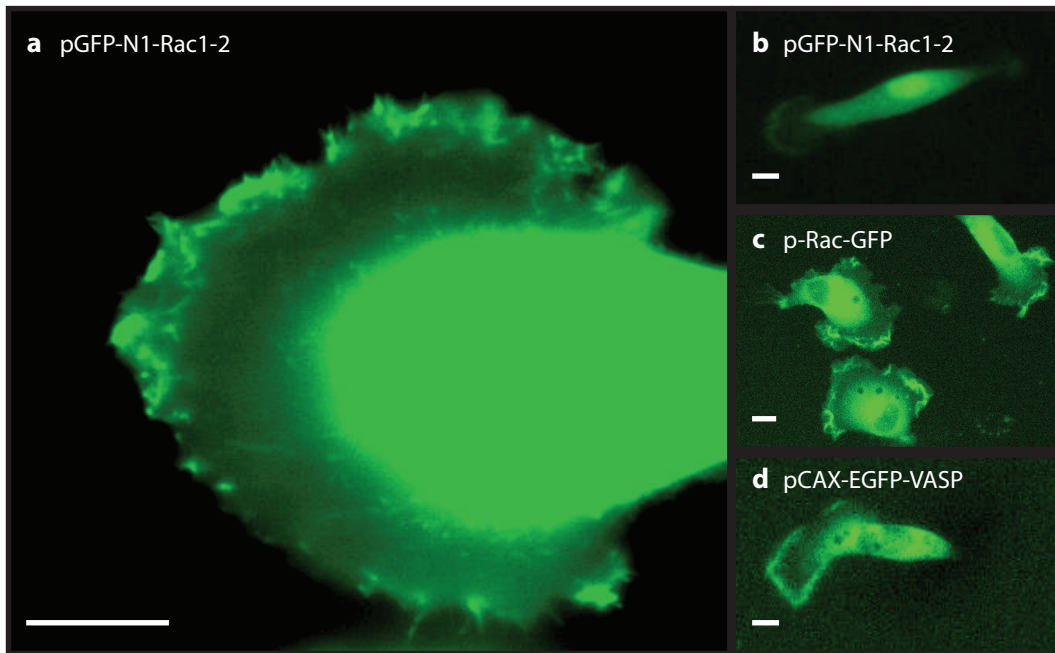 a pGFP-N1-Rac1-2
b pGFP-N1-Rac1-2
c p-Rac-GFP
d pCAX-EGFP-VASP